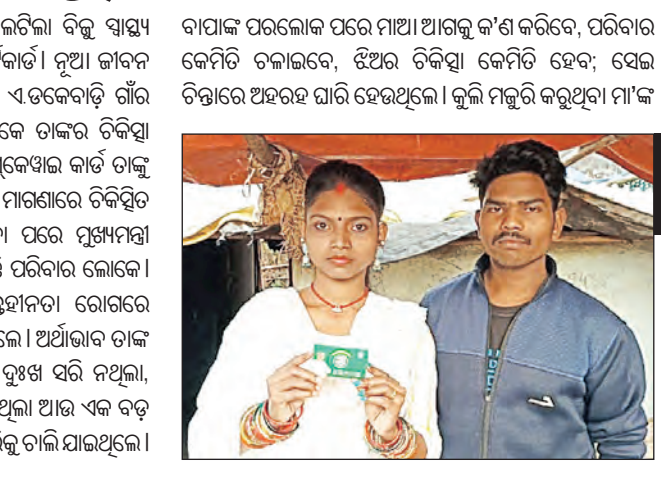 ଲଟିଲା ବିଜୁ ସ୍ୱାସ୍ଥ୍ୟ
କାର୍ଡ। ନୂଆ ଜୀବନ
ଏ.ଡକେବାଡ଼ି ଗାଁର
କେ ତାଙ୍କର ଚିକିତ୍ସା
କେୱାଇ କାର୍ଡ ତାଙ୍କୁ
ମାଗଣାରେ ଚିକିତ୍ସିତ
ପରେ ମୁଖ୍ୟମନ୍ତ୍ରୀ
ପରିବାର ଲୋକେ।
ହୀନତା ରୋଗରେ
ଲେ। ଅର୍ଥାଭାବ ତାଙ୍କ
ଦୁଃଖ ସରି ନଥିଲା,
ଥିଲା ଆଉ ଏକ ବଡ଼
କୁ ଚାଲିଯାଇଥିଲେ।
ବାପାଙ୍କ ପରଲୋକ ପରେ ମାଆ ଆଗକୁ କ’ଣ କରିବେ, ପରିବାର
କେମିତି ଚଳାଇବେ, ଝିଅର ଚିକିତ୍ସା କେମିତି ହେବ; ସେଇ
ଚିନ୍ତାରେ ଅହରହ ଘାରି ହେଉଥିଲେ। କୁଲି ମଜୁରି କରୁଥିବା ମା’ଙ୍କ